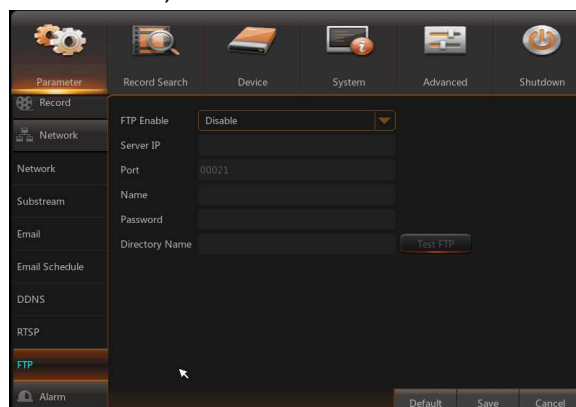 Parameter Record Search Device System Advanced Shutdown
Record
Network
Network
Substream
Email
Email Schedule
DDNS
RTSP
FTP
Alarm
FTP Enable Disable
Server IP
Port 00021
Name
Password
Directory Name Test FTP
Default Save Cancel